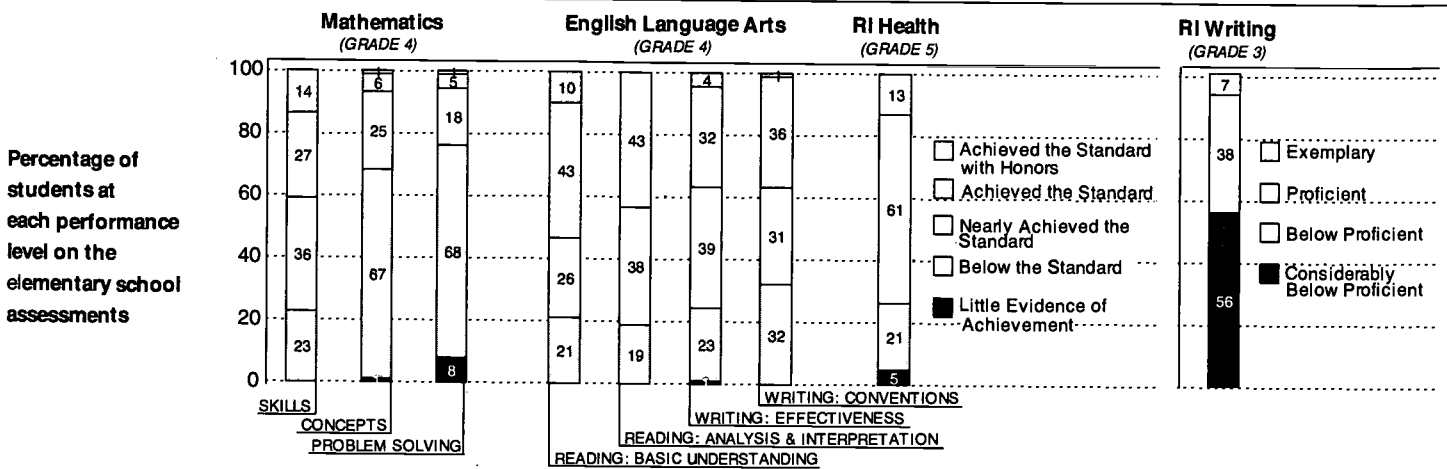 Mathematics
(GRADE 4)
English Language Arts
(GRADE 4)
RI Health
(GRADE 5)
RI Writing
(GRADE 3)
Percentage of
students at
each performance
level on the
elementary school
assessments
100
80
60
40
20
0
14
27
36
23
6
25
67
5
18
68
8
10
43
26
21
43
38
19
4
32
39
23
1
36
31
32
13
61
21
5
7
38
56
Achieved the Standard
with Honors
Achieved the Standard
Nearly Achieved the
Standard
Below the Standard
Little Evidence of
Achievement
Exemplary
Proficient
Below Proficient
Considerably
Below Proficient
SKILLS
CONCEPTS
PROBLEM SOLVING
WRITING: CONVENTIONS
WRITING: EFFECTIVENESS
READING: ANALYSIS & INTERPRETATION
READING: BASIC UNDERSTANDING